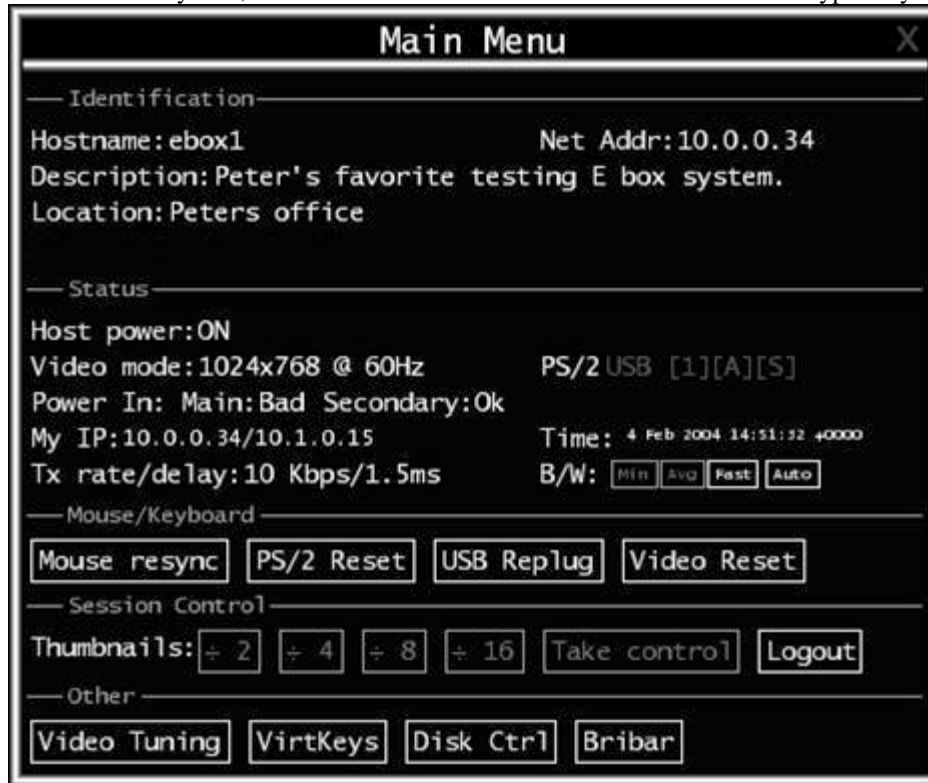 Main Menu X
Identification
Hostname:ebox1 Net Addr:10.0.0.34
Description:Peter's favorite testing E box system.
Location:Peters office
Status
Host power:ON
Video mode:1024x768 @ 60Hz PS/2 USB [1][A][S]
Power In: Main:Bad Secondary:Ok
My IP:10.0.0.34/10.1.0.15 Time: 4 Feb 2004 14:51:32 +0000
Tx rate/delay:10 Kbps/1.5ms B/W: Min Avg Fast Auto
Mouse/Keyboard
Mouse resync PS/2 Reset USB Replug Video Reset
Session Control
Thumbnails: ÷ 2 ÷ 4 ÷ 8 ÷ 16 Take control Logout
Other
Video Tuning VirtKeys Disk Ctrl Bribar